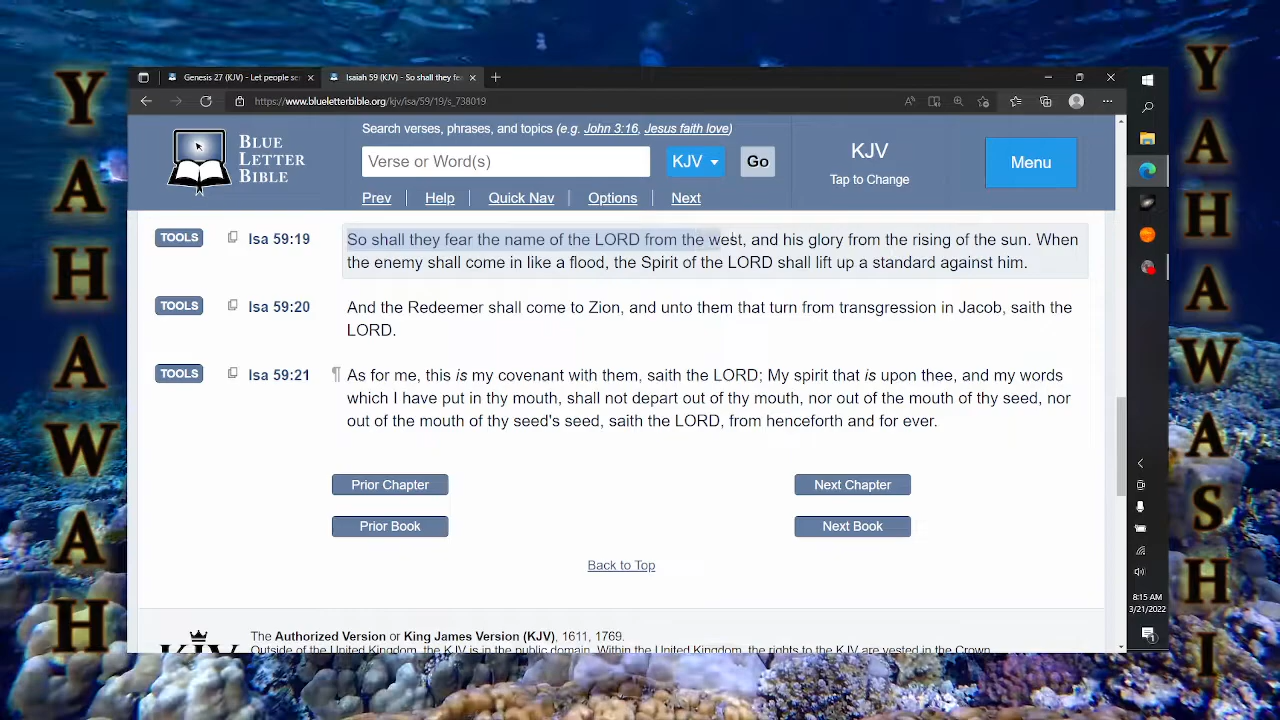 YAHAWAH
Genesis 27 (KJV) - Let people se
Isaiah 59 (KJV) - So shall they fea
https://www.blueletterbible.org/kjv/isa/59/19/s_738019
BLUE
LETTER
BIBLE
Search verses, phrases, and topics (e.g. John 3:16, Jesus faith love)
Verse or Word(s)
KJV
Go
Prev
Help
Quick Nav
Options
Next
KJV
Tap to Change
Menu
TOOLS Isa 59:19 So shall they fear the name of the LORD from the west, and his glory from the rising of the sun. When
the enemy shall come in like a flood, the Spirit of the LORD shall lift up a standard against him.
TOOLS Isa 59:20 And the Redeemer shall come to Zion, and unto them that turn from transgression in Jacob, saith the
LORD.
TOOLS Isa 59:21 ¶ As for me, this is my covenant with them, saith the LORD; My spirit that is upon thee, and my words
which I have put in thy mouth, shall not depart out of thy mouth, nor out of the mouth of thy seed, nor
out of the mouth of thy seed's seed, saith the LORD, from henceforth and for ever.
Prior Chapter
Next Chapter
Prior Book
Next Book
Back to Top
The Authorized Version or King James Version (KJV), 1611, 1769.
8:15 AM
3/21/2022
YAHAWASHI